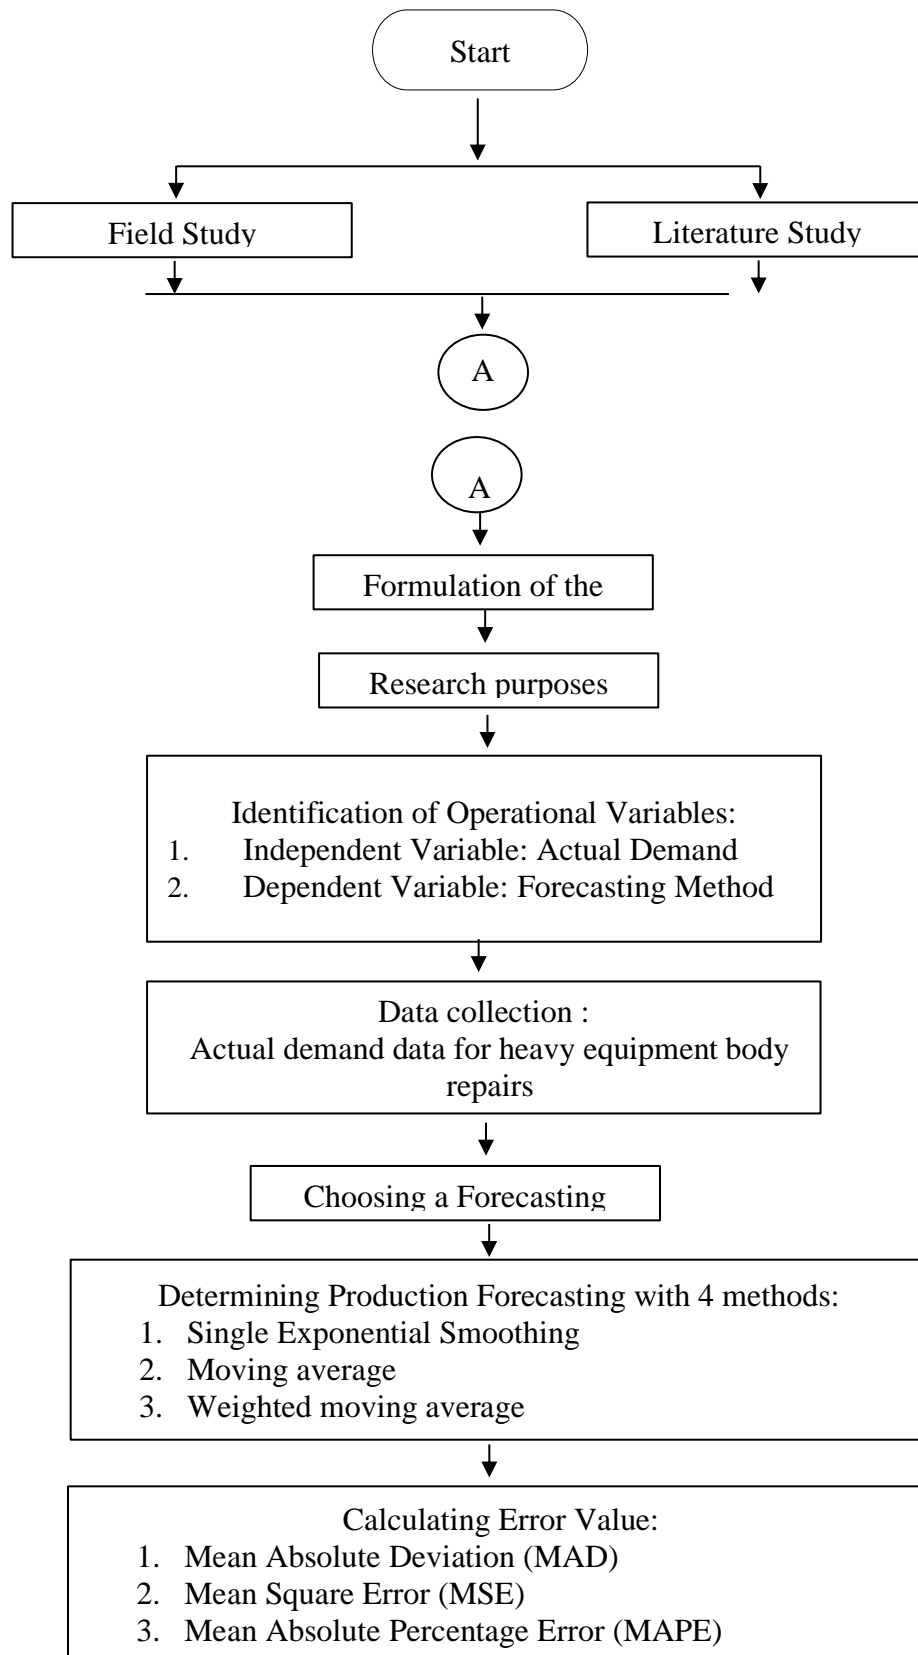 Start
Field Study
Literature Study
A
A
Formulation of the
Research purposes
Identification of Operational Variables:
1. Independent Variable: Actual Demand
2. Dependent Variable: Forecasting Method
Data collection :
Actual demand data for heavy equipment body
repairs
Choosing a Forecasting
Determining Production Forecasting with 4 methods:
1. Single Exponential Smoothing
2. Moving average
3. Weighted moving average
Calculating Error Value:
1. Mean Absolute Deviation (MAD)
2. Mean Square Error (MSE)
3. Mean Absolute Percentage Error (MAPE)